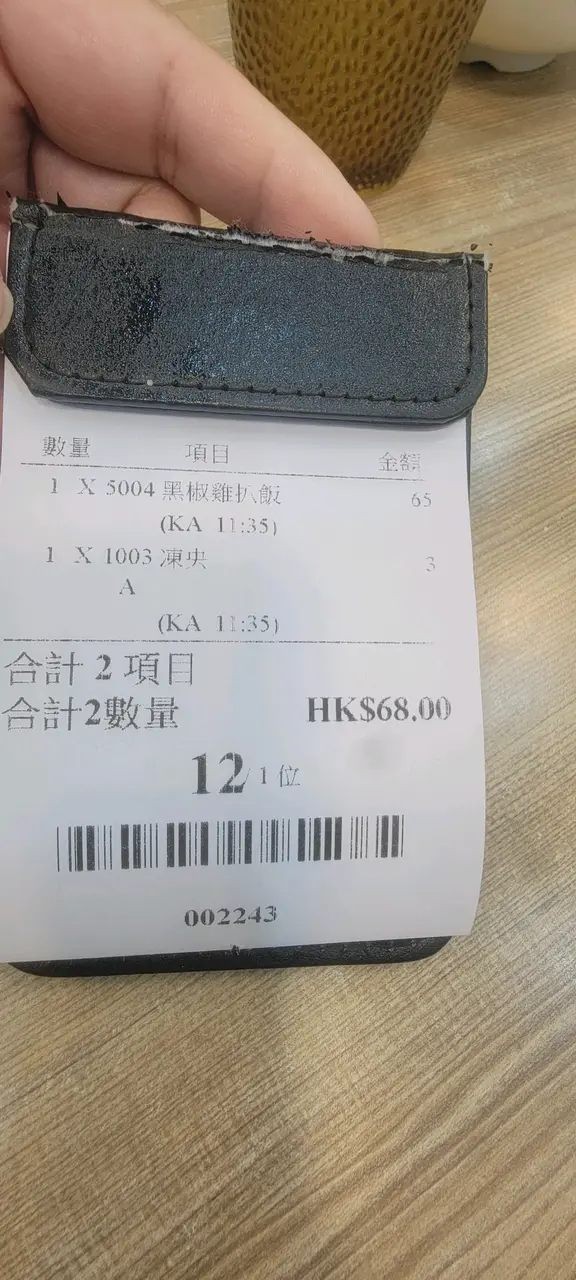 數量 項目 金額
1 X 5004 黑椒雞扒飯 65
(KA 11:35)
1 X 1003 凍央 3
A
(KA 11:35)
合計 2 項目
合計2數量 HK$68.00
12/1 位
002243